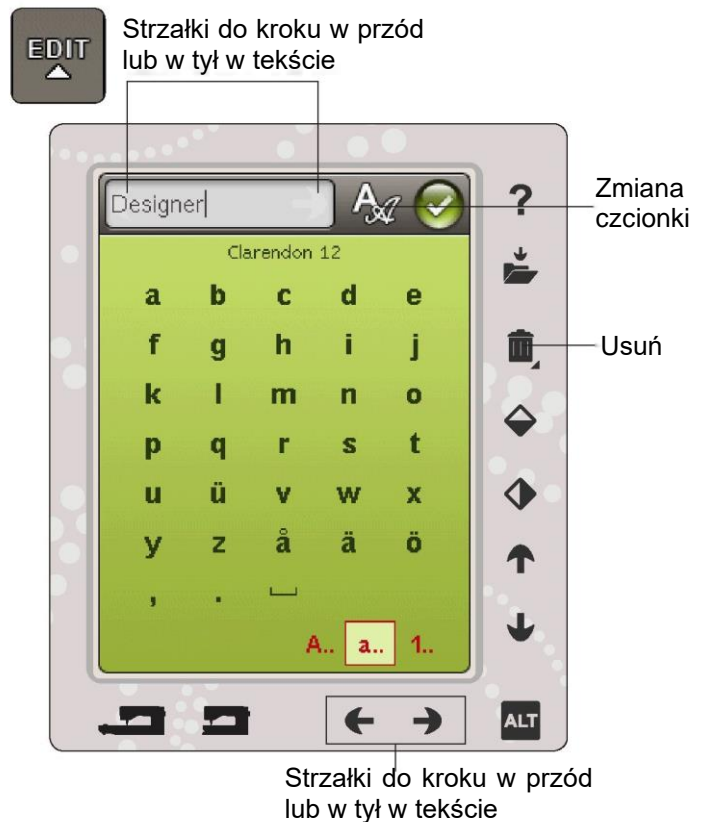 EDIT
Strzałki do kroku w przód
lub w tył w tekście
Designer
AA
Zmiana
czcionki
?
Clarendon 12
a b c d e
f g h i j
Usuń
k l m n o
p q r s t
u ü v w x
y z å ä ö
, . ⎵
A.. a.. 1..
ALT
Strzałki do kroku w przód
lub w tył w tekście